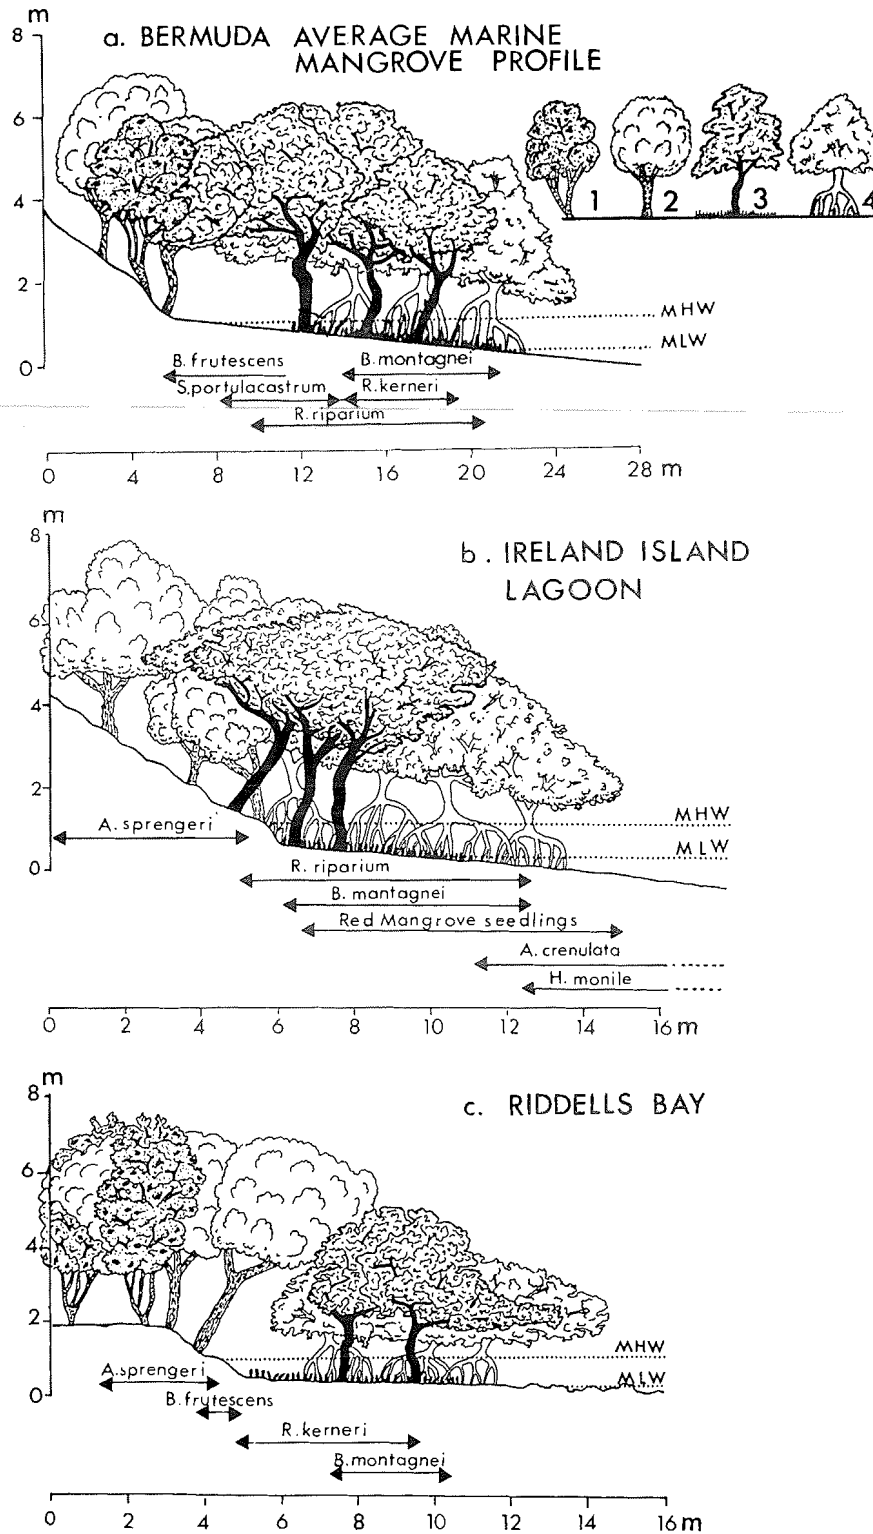 m
a. BERMUDA AVERAGE MARINE
MANGROVE PROFILE
8
6
4
2
0
1 2 3 4
MHW
MLW
B. frutescens B. montagnei
S. portulacastrum R. kerneri
R. riparium
0 4 8 12 16 20 24 28 m
m
b. IRELAND ISLAND
LAGOON
8
6
4
2
0
MHW
MLW
A. sprengeri
R. riparium
B. mantagnei
Red Mangrove seedlings
A. crenulata
H. monile
0 2 4 6 8 10 12 14 16 m
m
c. RIDDELLS BAY
8
6
4
2
0
MHW
MLW
A. sprengeri
B. frutescens
R. kerneri
B. montagnei
0 2 4 6 8 10 12 14 16 m